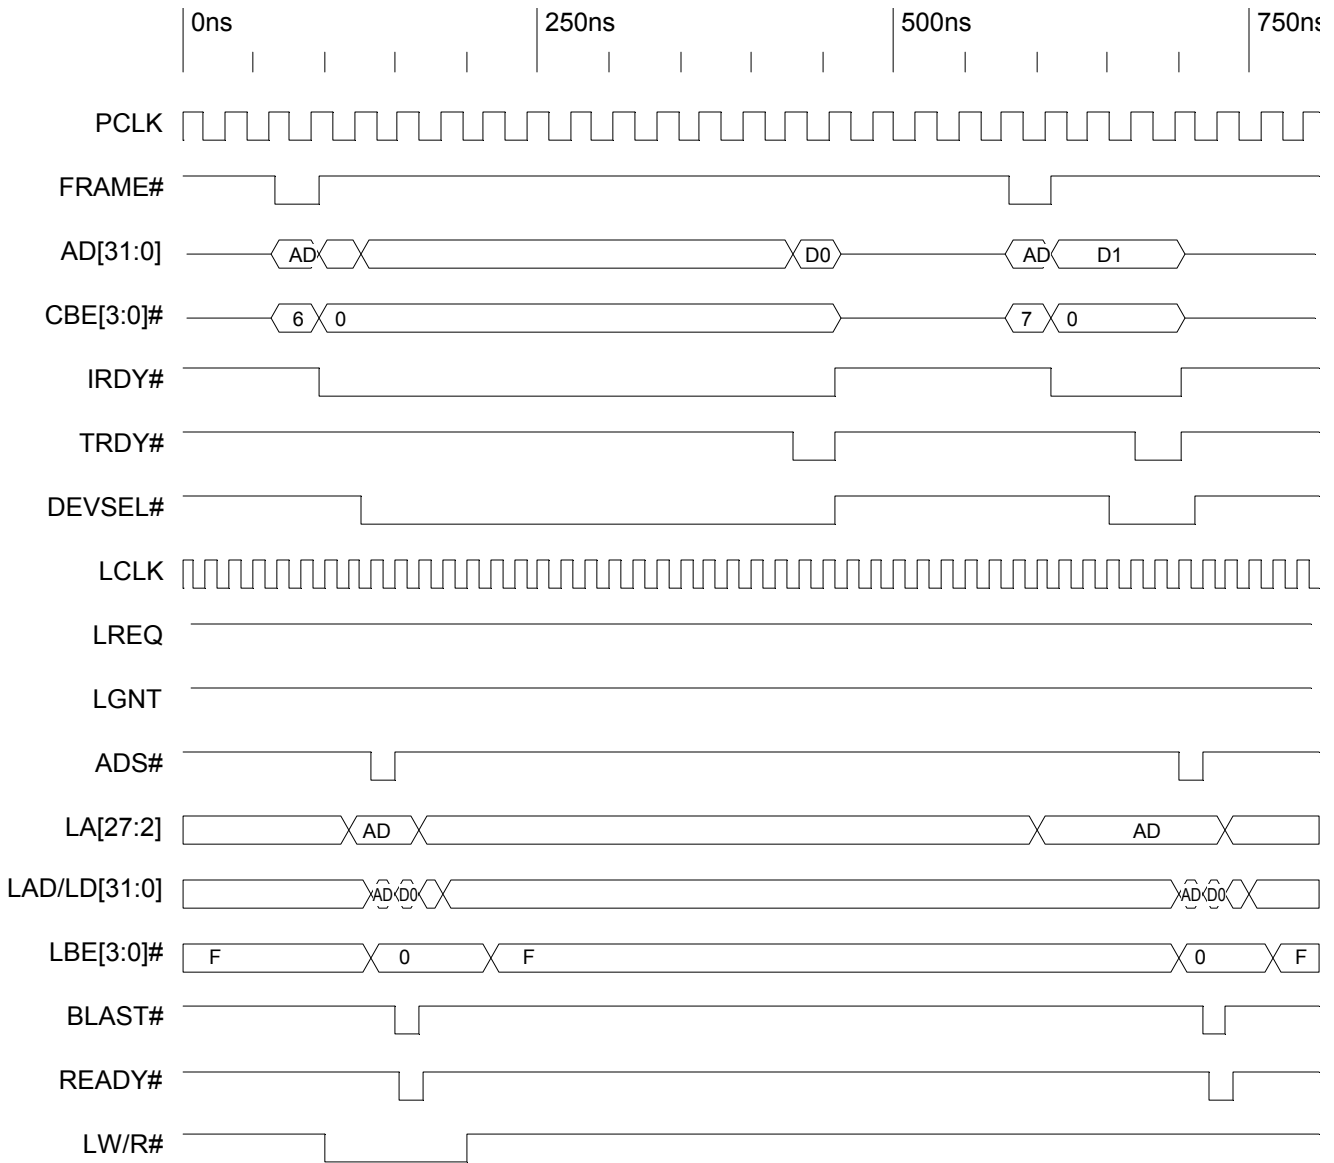 0ns 250ns 500ns 750ns
PCLK
FRAME#
AD[31:0] AD D0 AD D1
CBE[3:0]# 6 0 7 0
IRDY#
TRDY#
DEVSEL#
LCLK
LREQ
LGNT
ADS#
LA[27:2] AD AD
LAD/LD[31:0] AD D0 AD D0
LBE[3:0]# F 0 F 0 F
BLAST#
READY#
LW/R#